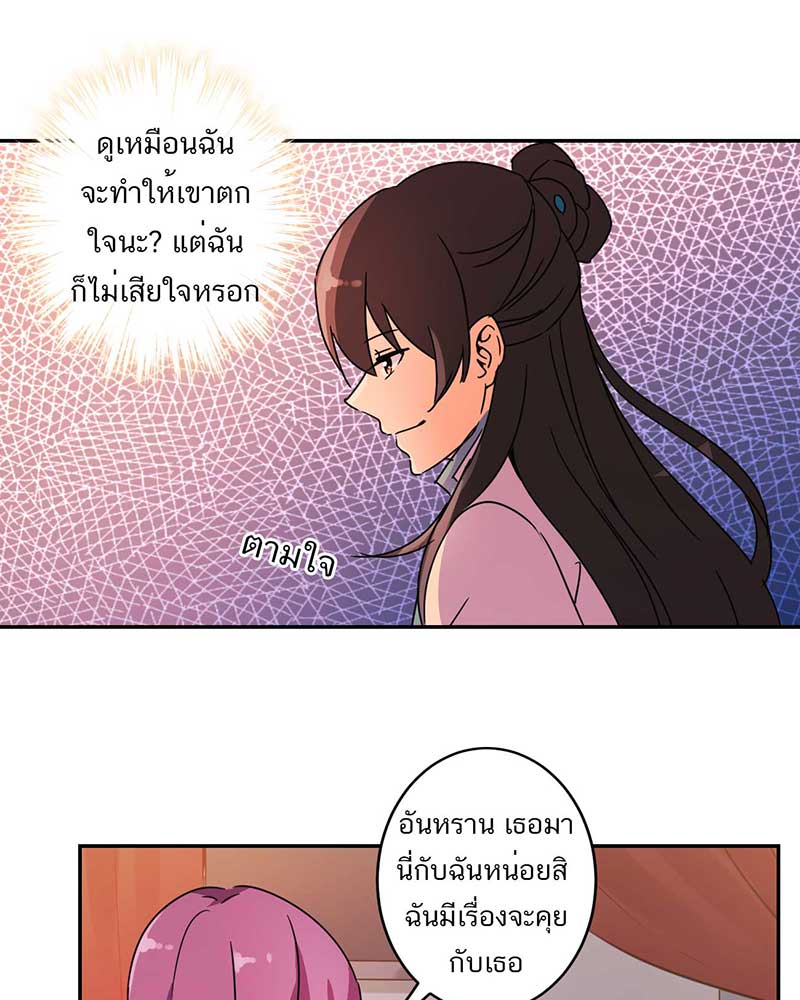 ดูเหมือนฉัน
จะทำให้เขาตก
ใจนะ? แต่ฉัน
ก็ไม่เสียใจหรอก
ตามใจ
อันหราน เธอมา
นี่กับฉันหน่อยสิ
ฉันมีเรื่องจะคุย
กับเธอ